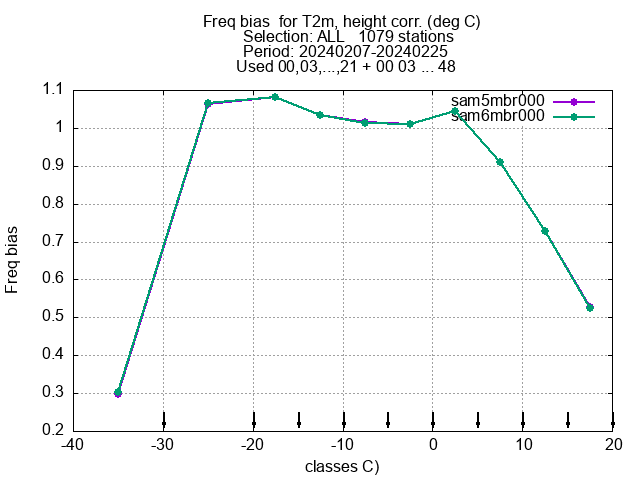 Freq bias  for T2m, height corr. (deg C)
Selection: ALL   1079 stations
Period: 20240207-20240225
Used 00,03,...,21 + 00 03 ... 48
sam5mbr000
sam6mbr000
1.1
1
0.9
0.8
0.7
0.6
0.5
0.4
0.3
0.2
Freq bias
-40 -30 -20 -10 0 10 20
classes C)